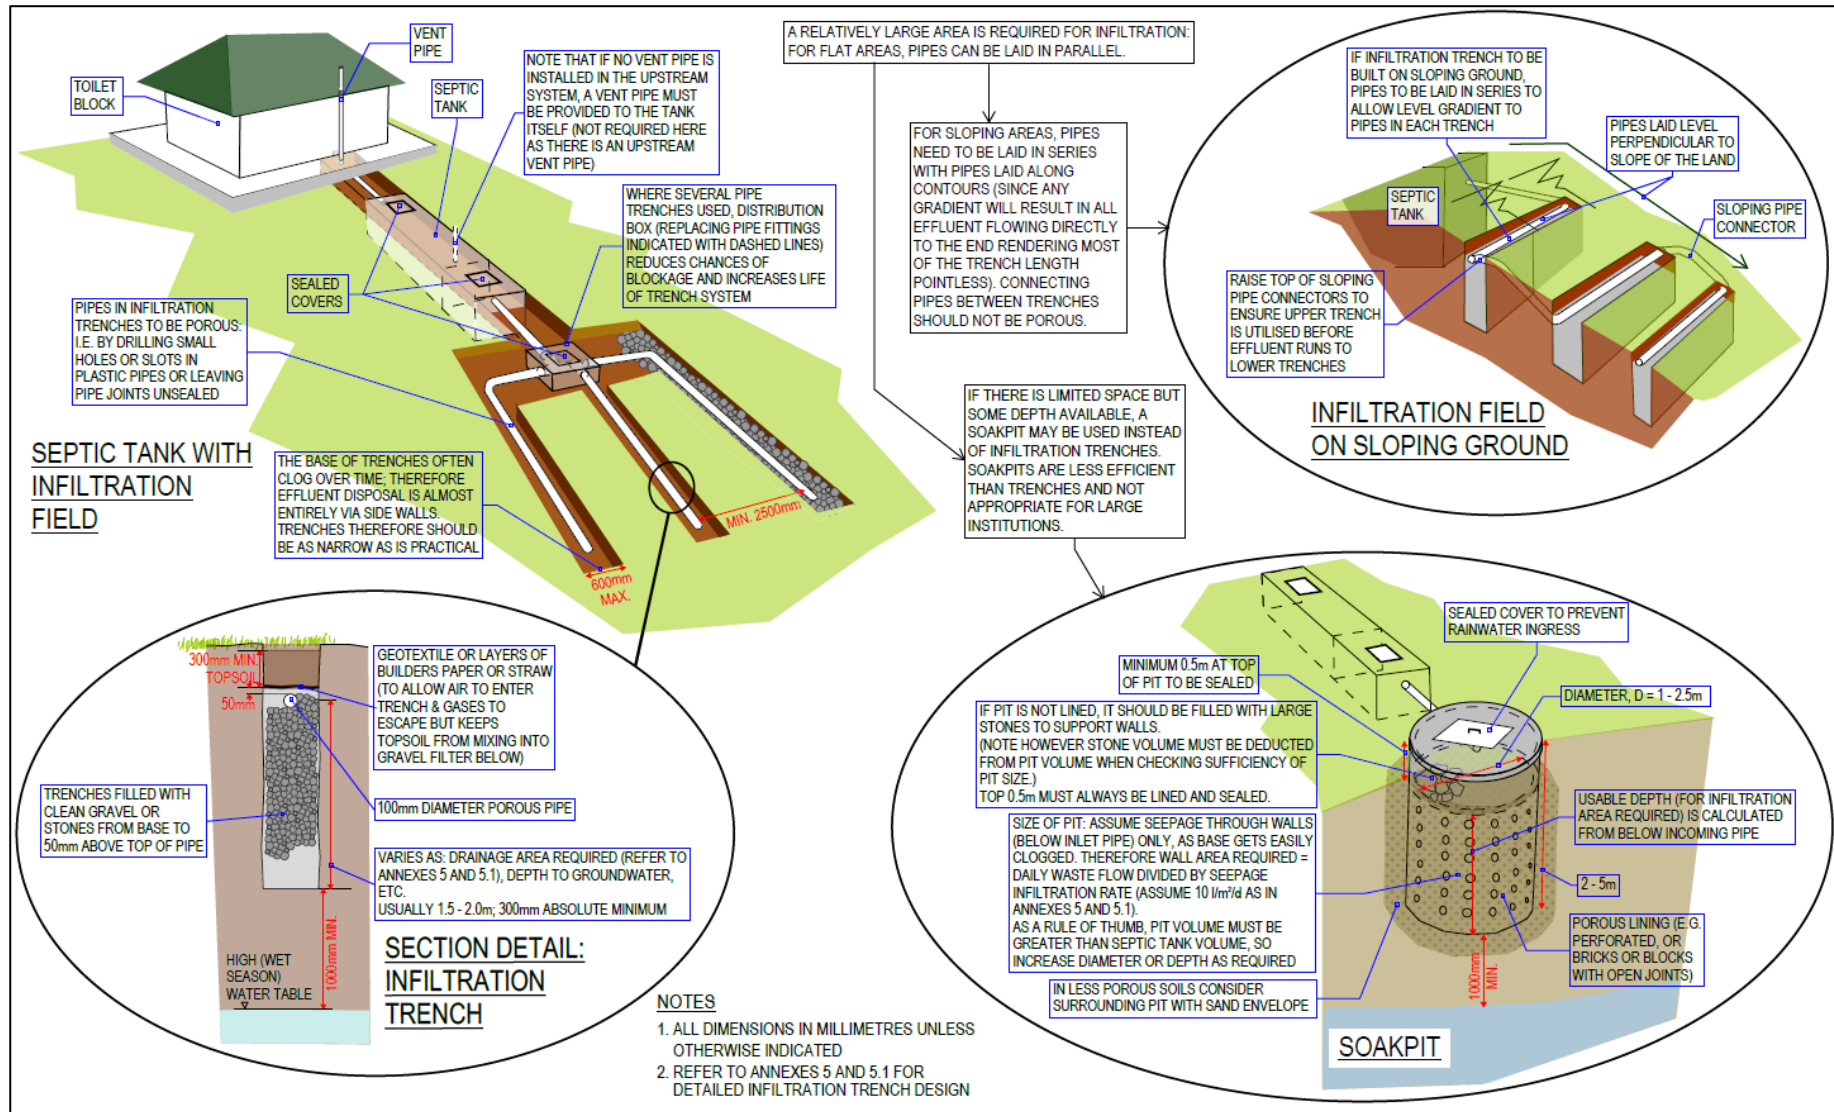 VENT
PIPE
TOILET
BLOCK
SEPTIC
TANK
NOTE THAT IF NO VENT PIPE IS
INSTALLED IN THE UPSTREAM
SYSTEM, A VENT PIPE MUST
BE PROVIDED TO THE TANK
ITSELF (NOT REQUIRED HERE
AS THERE IS AN UPSTREAM
VENT PIPE)
WHERE SEVERAL PIPE
TRENCHES USED, DISTRIBUTION
BOX (REPLACING PIPE FITTINGS
INDICATED WITH DASHED LINES)
REDUCES CHANCES OF
BLOCKAGE AND INCREASES LIFE
OF TRENCH SYSTEM
SEALED
COVERS
PIPES IN INFILTRATION
TRENCHES TO BE POROUS:
I.E. BY DRILLING SMALL
HOLES OR SLOTS IN
PLASTIC PIPES OR LEAVING
PIPE JOINTS UNSEALED
SEPTIC TANK WITH
INFILTRATION
FIELD
THE BASE OF TRENCHES OFTEN
CLOG OVER TIME; THEREFORE
EFFLUENT DISPOSAL IS ALMOST
ENTIRELY VIA SIDE WALLS.
TRENCHES THEREFORE SHOULD
BE AS NARROW AS IS PRACTICAL
MIN. 2500mm
600mm
MAX.
A RELATIVELY LARGE AREA IS REQUIRED FOR INFILTRATION:
FOR FLAT AREAS, PIPES CAN BE LAID IN PARALLEL.
FOR SLOPING AREAS, PIPES
NEED TO BE LAID IN SERIES
WITH PIPES LAID ALONG
CONTOURS (SINCE ANY
GRADIENT WILL RESULT IN ALL
EFFLUENT FLOWING DIRECTLY
TO THE END RENDERING MOST
OF THE TRENCH LENGTH
POINTLESS). CONNECTING
PIPES BETWEEN TRENCHES
SHOULD NOT BE POROUS.
IF THERE IS LIMITED SPACE BUT
SOME DEPTH AVAILABLE, A
SOAKPIT MAY BE USED INSTEAD
OF INFILTRATION TRENCHES.
SOAKPITS ARE LESS EFFICIENT
THAN TRENCHES AND NOT
APPROPRIATE FOR LARGE
INSTITUTIONS.
IF INFILTRATION TRENCH TO BE
BUILT ON SLOPING GROUND,
PIPES TO BE LAID IN SERIES TO
ALLOW LEVEL GRADIENT TO
PIPES IN EACH TRENCH
PIPES LAID LEVEL
PERPENDICULAR TO
SLOPE OF THE LAND
SEPTIC
TANK
SLOPING PIPE
CONNECTOR
RAISE TOP OF SLOPING
PIPE CONNECTORS TO
ENSURE UPPER TRENCH
IS UTILISED BEFORE
EFFLUENT RUNS TO
LOWER TRENCHES
INFILTRATION FIELD
ON SLOPING GROUND
300mm MIN.
TOPSOIL
50mm
GEOTEXTILE OR LAYERS OF
BUILDERS PAPER OR STRAW
(TO ALLOW AIR TO ENTER
TRENCH & GASES TO
ESCAPE BUT KEEPS
TOPSOIL FROM MIXING INTO
GRAVEL FILTER BELOW)
TRENCHES FILLED WITH
CLEAN GRAVEL OR
STONES FROM BASE TO
50mm ABOVE TOP OF PIPE
100mm DIAMETER POROUS PIPE
VARIES AS: DRAINAGE AREA REQUIRED (REFER TO
ANNEXES 5 AND 5.1), DEPTH TO GROUNDWATER,
ETC.
USUALLY 1.5 - 2.0m; 300mm ABSOLUTE MINIMUM
1000mm MIN.
HIGH (WET
SEASON)
WATER TABLE
SECTION DETAIL:
INFILTRATION
TRENCH
NOTES
1. ALL DIMENSIONS IN MILLIMETRES UNLESS
OTHERWISE INDICATED
2. REFER TO ANNEXES 5 AND 5.1 FOR
DETAILED INFILTRATION TRENCH DESIGN
SEALED COVER TO PREVENT
RAINWATER INGRESS
MINIMUM 0.5m AT TOP
OF PIT TO BE SEALED
DIAMETER, D = 1 - 2.5m
IF PIT IS NOT LINED, IT SHOULD BE FILLED WITH LARGE
STONES TO SUPPORT WALLS.
(NOTE HOWEVER STONE VOLUME MUST BE DEDUCTED
FROM PIT VOLUME WHEN CHECKING SUFFICIENCY OF
PIT SIZE.)
TOP 0.5m MUST ALWAYS BE LINED AND SEALED.
USABLE DEPTH (FOR INFILTRATION
AREA REQUIRED) IS CALCULATED
FROM BELOW INCOMING PIPE
SIZE OF PIT: ASSUME SEEPAGE THROUGH WALLS
(BELOW INLET PIPE) ONLY, AS BASE GETS EASILY
CLOGGED. THEREFORE WALL AREA REQUIRED =
DAILY WASTE FLOW DIVIDED BY SEEPAGE
INFILTRATION RATE (ASSUME 10 l/m²/d AS IN
ANNEXES 5 AND 5.1).
AS A RULE OF THUMB, PIT VOLUME MUST BE
GREATER THAN SEPTIC TANK VOLUME, SO
INCREASE DIAMETER OR DEPTH AS REQUIRED
2 - 5m
POROUS LINING (E.G.
PERFORATED, OR
BRICKS OR BLOCKS
WITH OPEN JOINTS)
1000mm
MIN.
IN LESS POROUS SOILS CONSIDER
SURROUNDING PIT WITH SAND ENVELOPE
SOAKPIT